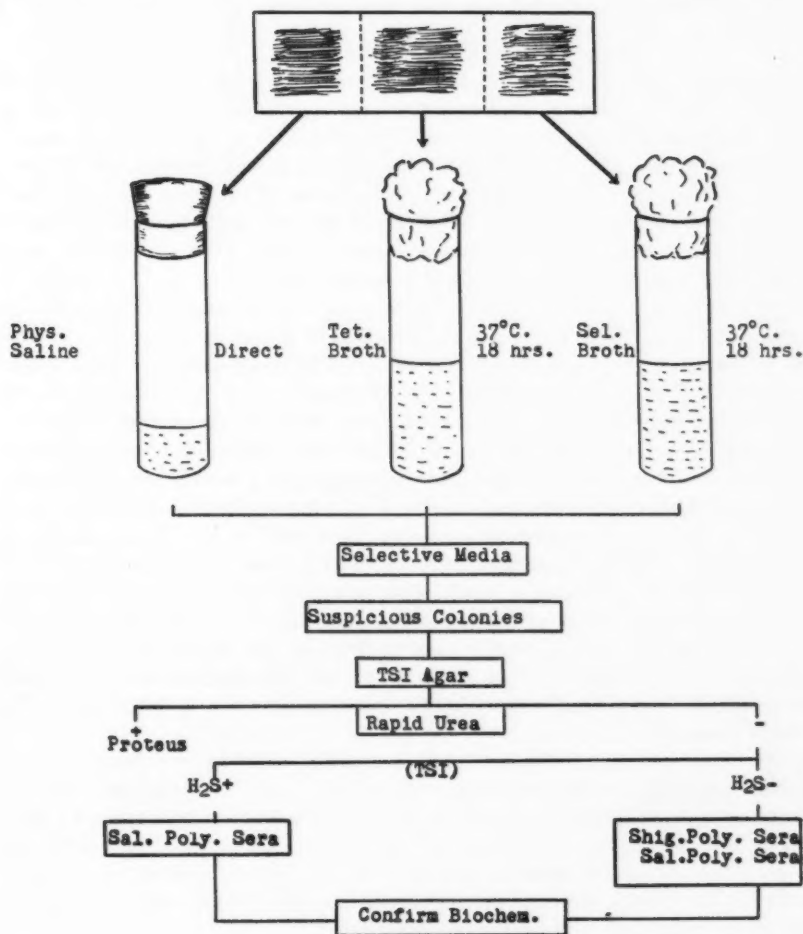 Phys.
Saline
Direct
Tet.
Broth
37°C.
18 hrs.
Sel.
Broth
37°C.
18 hrs.
Selective Media
Suspicious Colonies
TSI Agar
Rapid Urea
+
Proteus
-
(TSI)
H2S+
H2S-
Sal. Poly. Sera
Shig.Poly. Sera
Sal.Poly. Sera
Confirm Biochem.